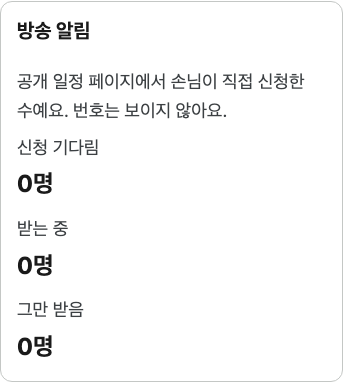 방송 알림
공개 일정 페이지에서 손님이 직접 신청한
수예요. 번호는 보이지 않아요.
신청 기다림
0명
받는 중
0명
그만 받음
0명